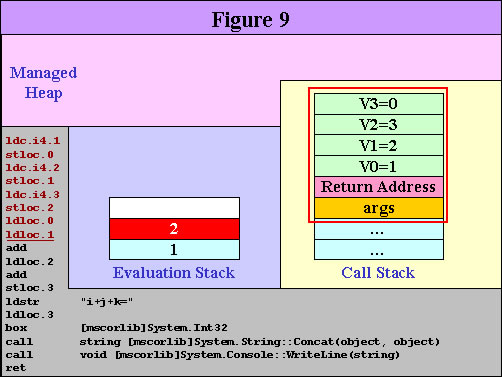 Figure 9
Managed
Heap
V3=0
V2=3
V1=2
V0=1
Return Address
args
...
...
Call Stack
2
1
Evaluation Stack
ldc.i4.1
stloc.0
ldc.i4.2
stloc.1
ldc.i4.3
stloc.2
ldloc.0
ldloc.1
add
ldloc.2
add
stloc.3
ldstr "i+j+k="
ldloc.3
box [mscorlib]System.Int32
call string [mscorlib]System.String::Concat(object, object)
call void [mscorlib]System.Console::WriteLine(string)
ret